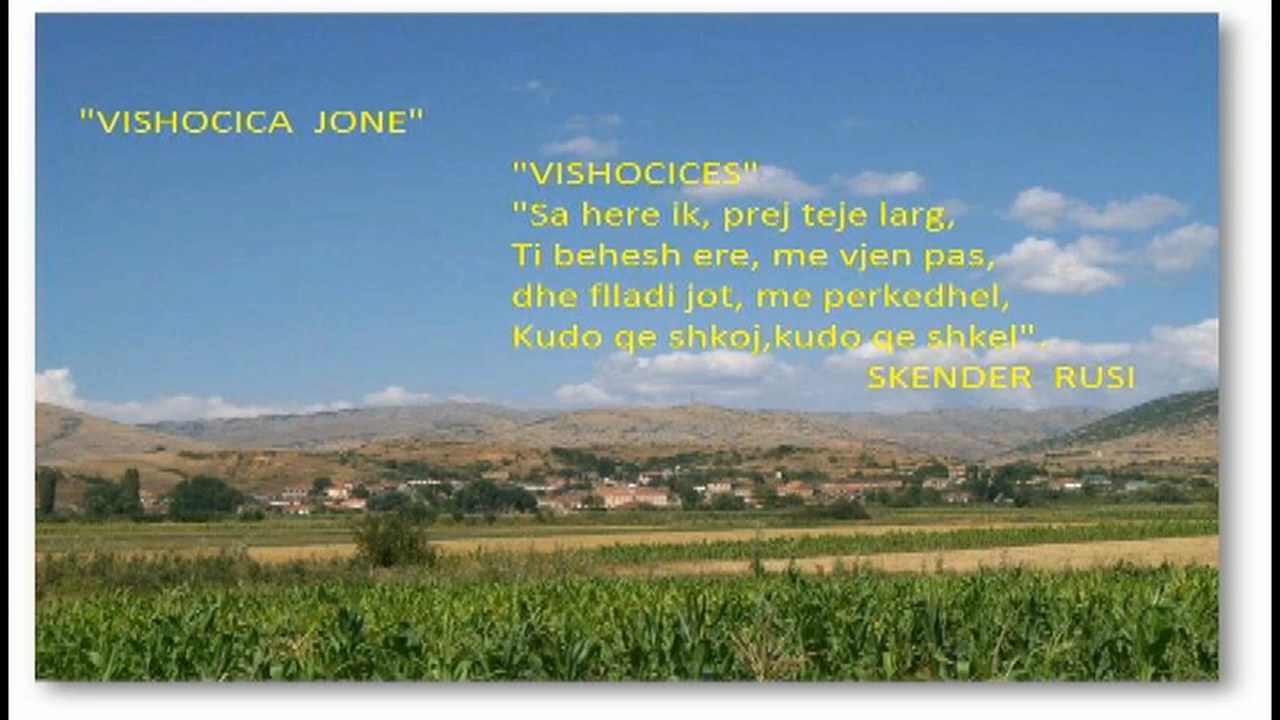 "VISHOCICA JONE"
"VISHOCICES"
"Sa here ik, prej teje larg,
Ti behesh ere, me vjen pas,
dhe flladi jot, me perkedhel,
Kudo qe shkoj,kudo qe shkel".
SKENDER RUSI